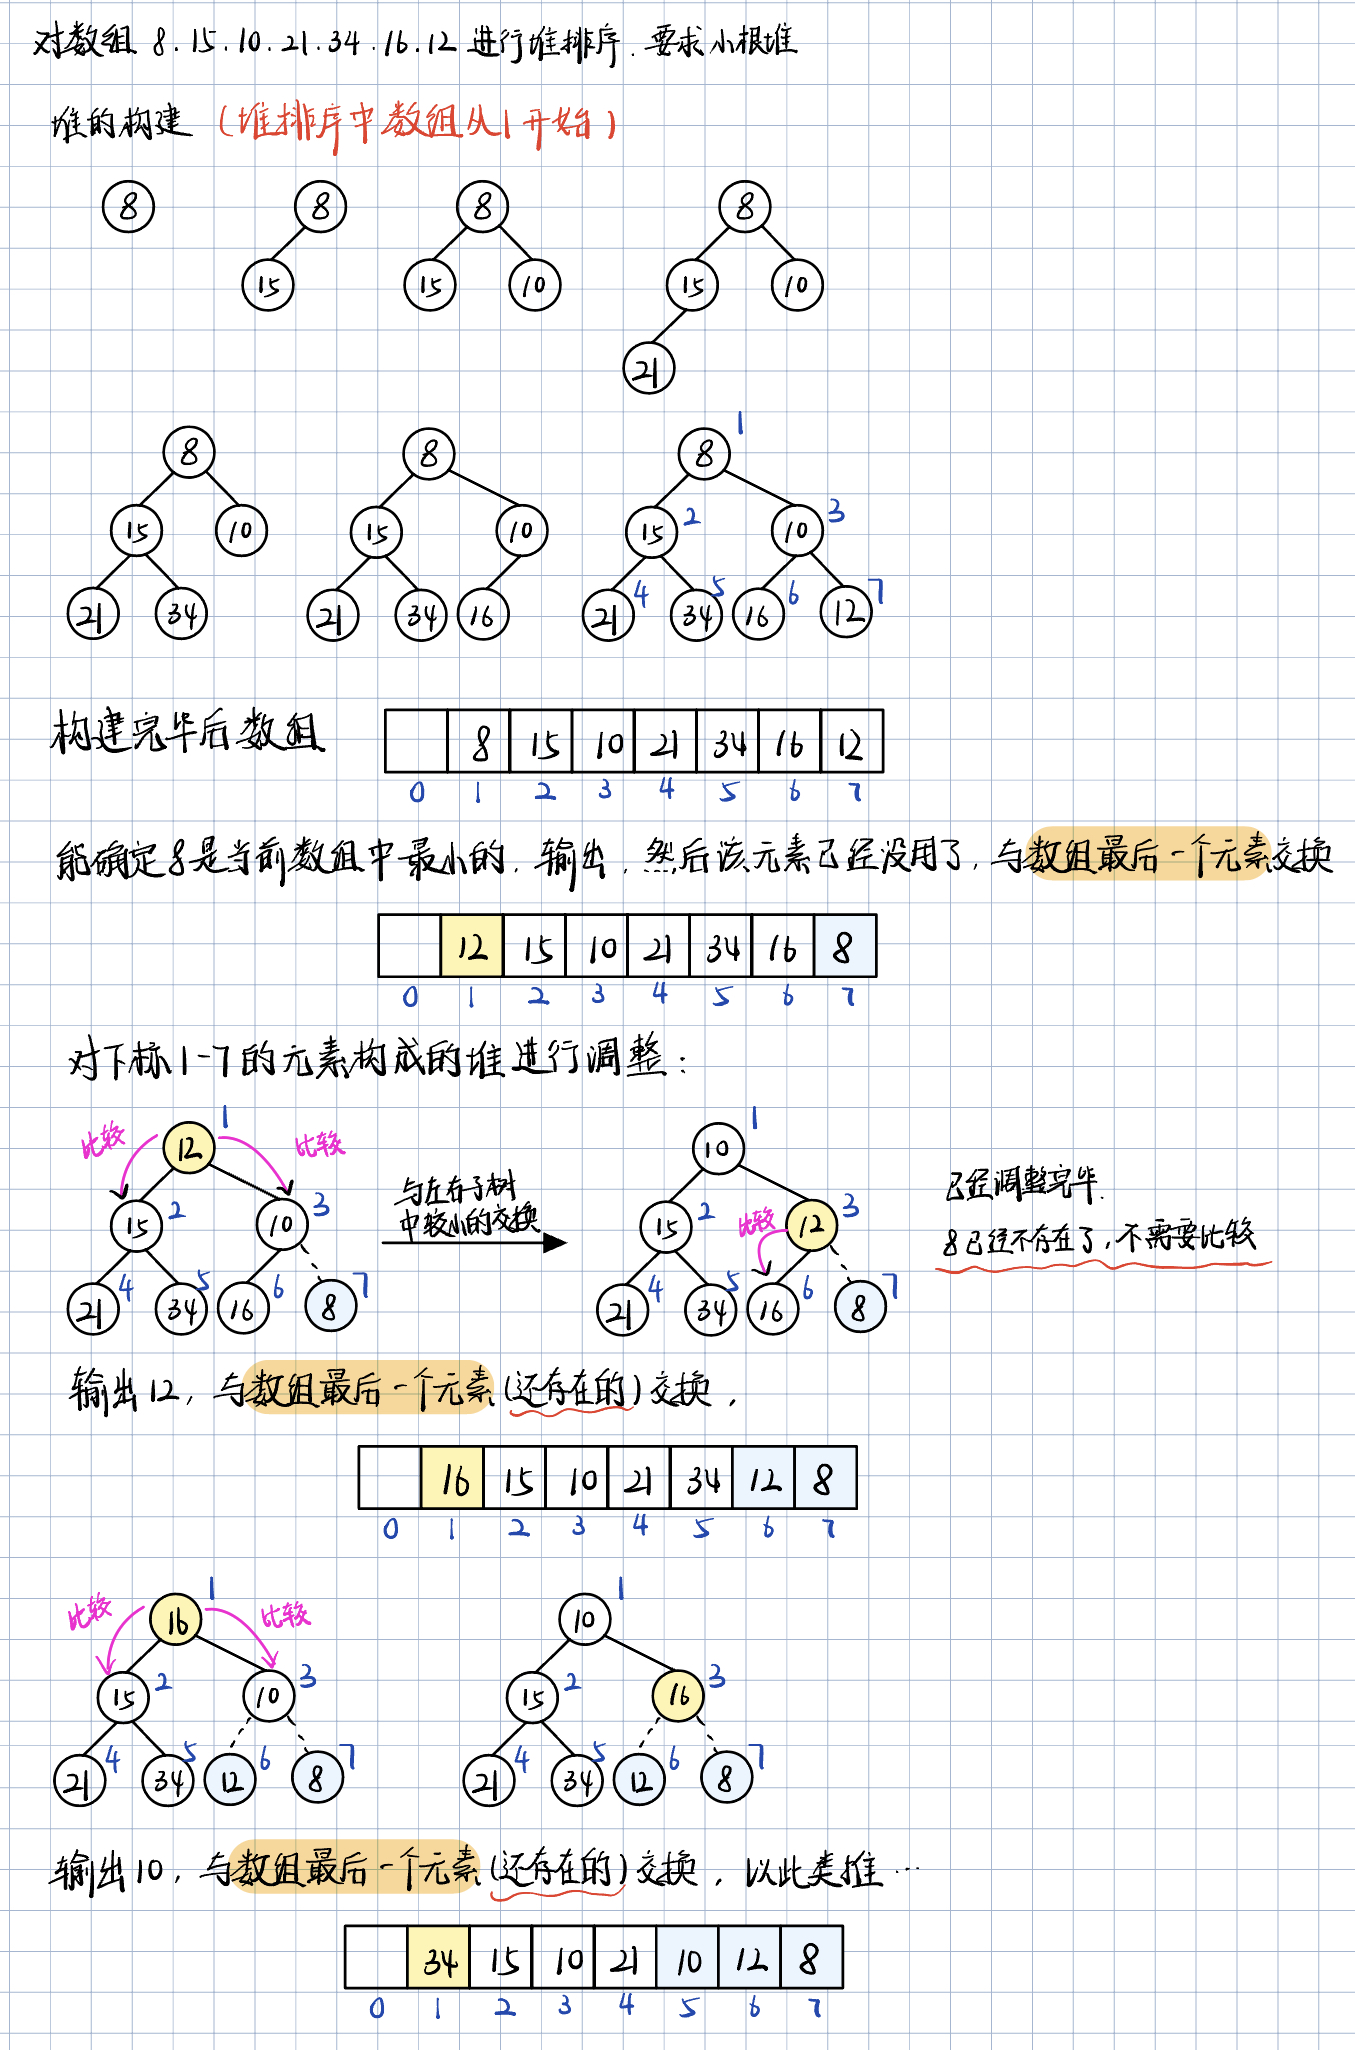 对数组 8.15.10.21.34.16.12 进行堆排序.要求小根堆
堆的构建 (堆排序中数组从1开始)
8 8 8 8
15 15 10 15 10
21
1
8 8 8
15 10 15 10 15 2 10 3
21 34 21 34 16 21 4 34 5 16 6 12 7
构建完毕后数组 8 15 10 21 34 16 12
0 1 2 3 4 5 6 7
能确定8是当前数组中最小的.输出.然后该元素已经没用了,与数组最后一个元素交换
12 15 10 21 34 16 8
0 1 2 3 4 5 6 7
对下标1-7的元素构成的堆进行调整:
比较 12 1 比较
15 2 10 3
21 4 34 5 16 6 8 7
与左右子树
中较小的交换
10 1
15 2 比较 12 3
21 4 34 5 16 6 8 7
已经调整完毕.
8已经不存在了,不需要比较
输出12,与数组最后一个元素(还存在的)交换.
16 15 10 21 34 12 8
0 1 2 3 4 5 6 7
比较 16 1 比较 10 1
15 2 10 3 15 2 16 3
21 4 34 5 12 6 8 7 21 4 34 5 12 6 8 7
输出10,与数组最后一个元素(还存在的)交换,以此类推…
34 15 10 21 10 12 8
0 1 2 3 4 5 6 7